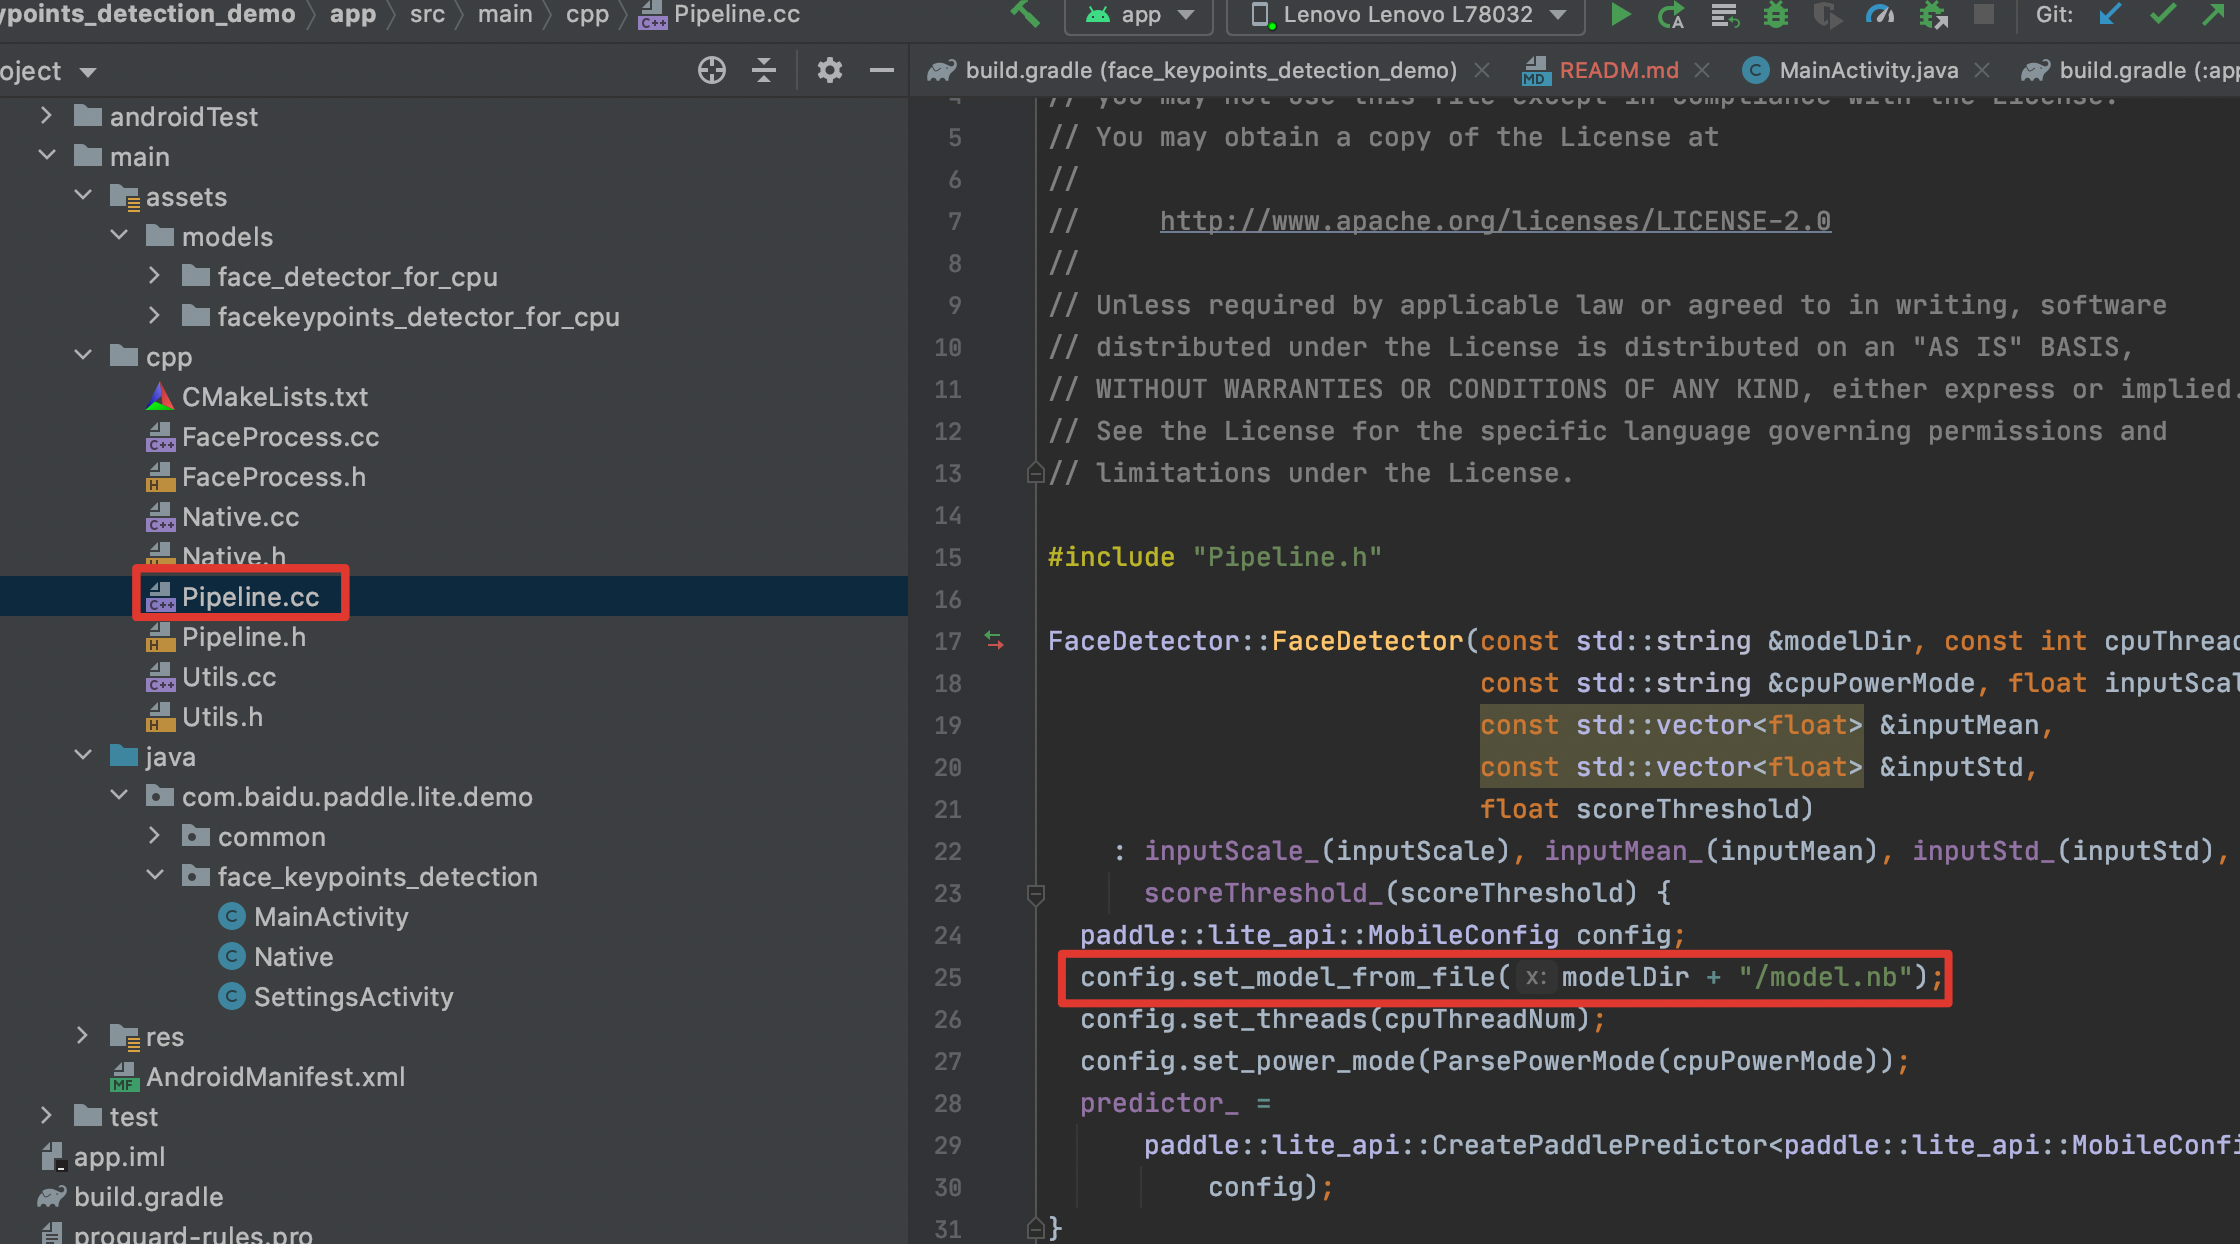 ypoints_detection_demo app src main cpp Pipeline.cc
app Lenovo Lenovo L78032 Git:
oject
build.gradle (face_keypoints_detection_demo) READM.md MainActivity.java build.gradle (:app
androidTest
main
assets
models
face_detector_for_cpu
facekeypoints_detector_for_cpu
cpp
CMakeLists.txt
FaceProcess.cc
FaceProcess.h
Native.cc
Native.h
Pipeline.cc
Pipeline.h
Utils.cc
Utils.h
java
com.baidu.paddle.lite.demo
common
face_keypoints_detection
MainActivity
Native
SettingsActivity
res
AndroidManifest.xml
test
app.iml
build.gradle
proguard-rules.pro
4 // you may not use this file except in compliance with the License.
5 // You may obtain a copy of the License at
6 //
7 // http://www.apache.org/licenses/LICENSE-2.0
8 //
9 // Unless required by applicable law or agreed to in writing, software
10 // distributed under the License is distributed on an "AS IS" BASIS,
11 // WITHOUT WARRANTIES OR CONDITIONS OF ANY KIND, either express or implied.
12 // See the License for the specific language governing permissions and
13 // limitations under the License.
14
15 #include "Pipeline.h"
16
17 FaceDetector::FaceDetector(const std::string &modelDir, const int cpuThread
18 const std::string &cpuPowerMode, float inputScal
19 const std::vector<float> &inputMean,
20 const std::vector<float> &inputStd,
21 float scoreThreshold)
22 : inputScale_(inputScale), inputMean_(inputMean), inputStd_(inputStd),
23 scoreThreshold_(scoreThreshold) {
24 paddle::lite_api::MobileConfig config;
25 config.set_model_from_file( x: modelDir + "/model.nb");
26 config.set_threads(cpuThreadNum);
27 config.set_power_mode(ParsePowerMode(cpuPowerMode));
28 predictor_ =
29 paddle::lite_api::CreatePaddlePredictor<paddle::lite_api::MobileConfi
30 config);
31 }